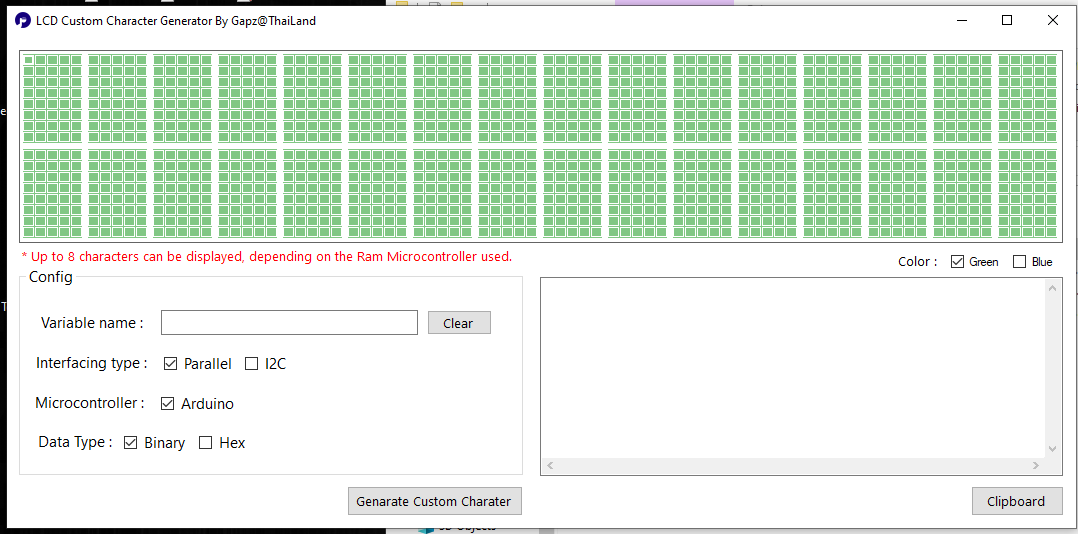 LCD Custom Character Generator By Gapz@ThaiLand
* Up to 8 characters can be displayed, depending on the Ram Microcontroller used.
Color : Green Blue
Config
Variable name : Clear
Interfacing type : Parallel I2C
Microcontroller : Arduino
Data Type : Binary Hex
Genarate Custom Charater
Clipboard